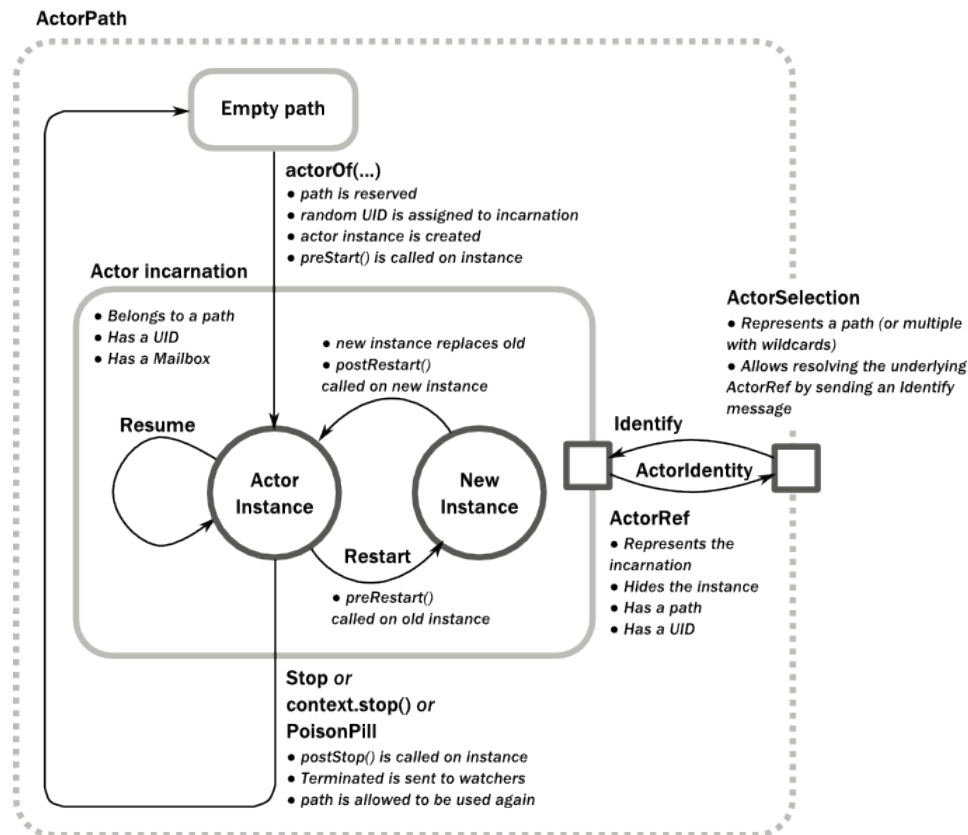 ActorPath
Empty path
actorOf(...)
● path is reserved
● random UID is assigned to incarnation
● actor instance is created
● preStart() is called on instance
Actor incarnation
● Belongs to a path
● Has a UID
● Has a Mailbox
● new instance replaces old
● postRestart()
called on new instance
ActorSelection
● Represents a path (or multiple
with wildcards)
● Allows resolving the underlying
ActorRef by sending an Identify
message
Resume
Actor
Instance
New
Instance
Identify
ActorIdentity
Restart
● preRestart()
called on old instance
ActorRef
● Represents the
incarnation
● Hides the instance
● Has a path
● Has a UID
Stop or
context.stop() or
PoisonPill
● postStop() is called on instance
● Terminated is sent to watchers
● path is allowed to be used again